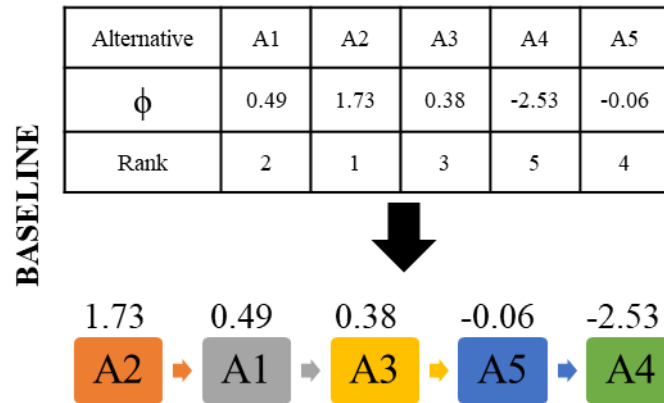 Alternative A1 A2 A3 A4 A5
ϕ 0.49 1.73 0.38 -2.53 -0.06
Rank 2 1 3 5 4
BASELINE
1.73 0.49 0.38 -0.06 -2.53
A2 A1 A3 A5 A4